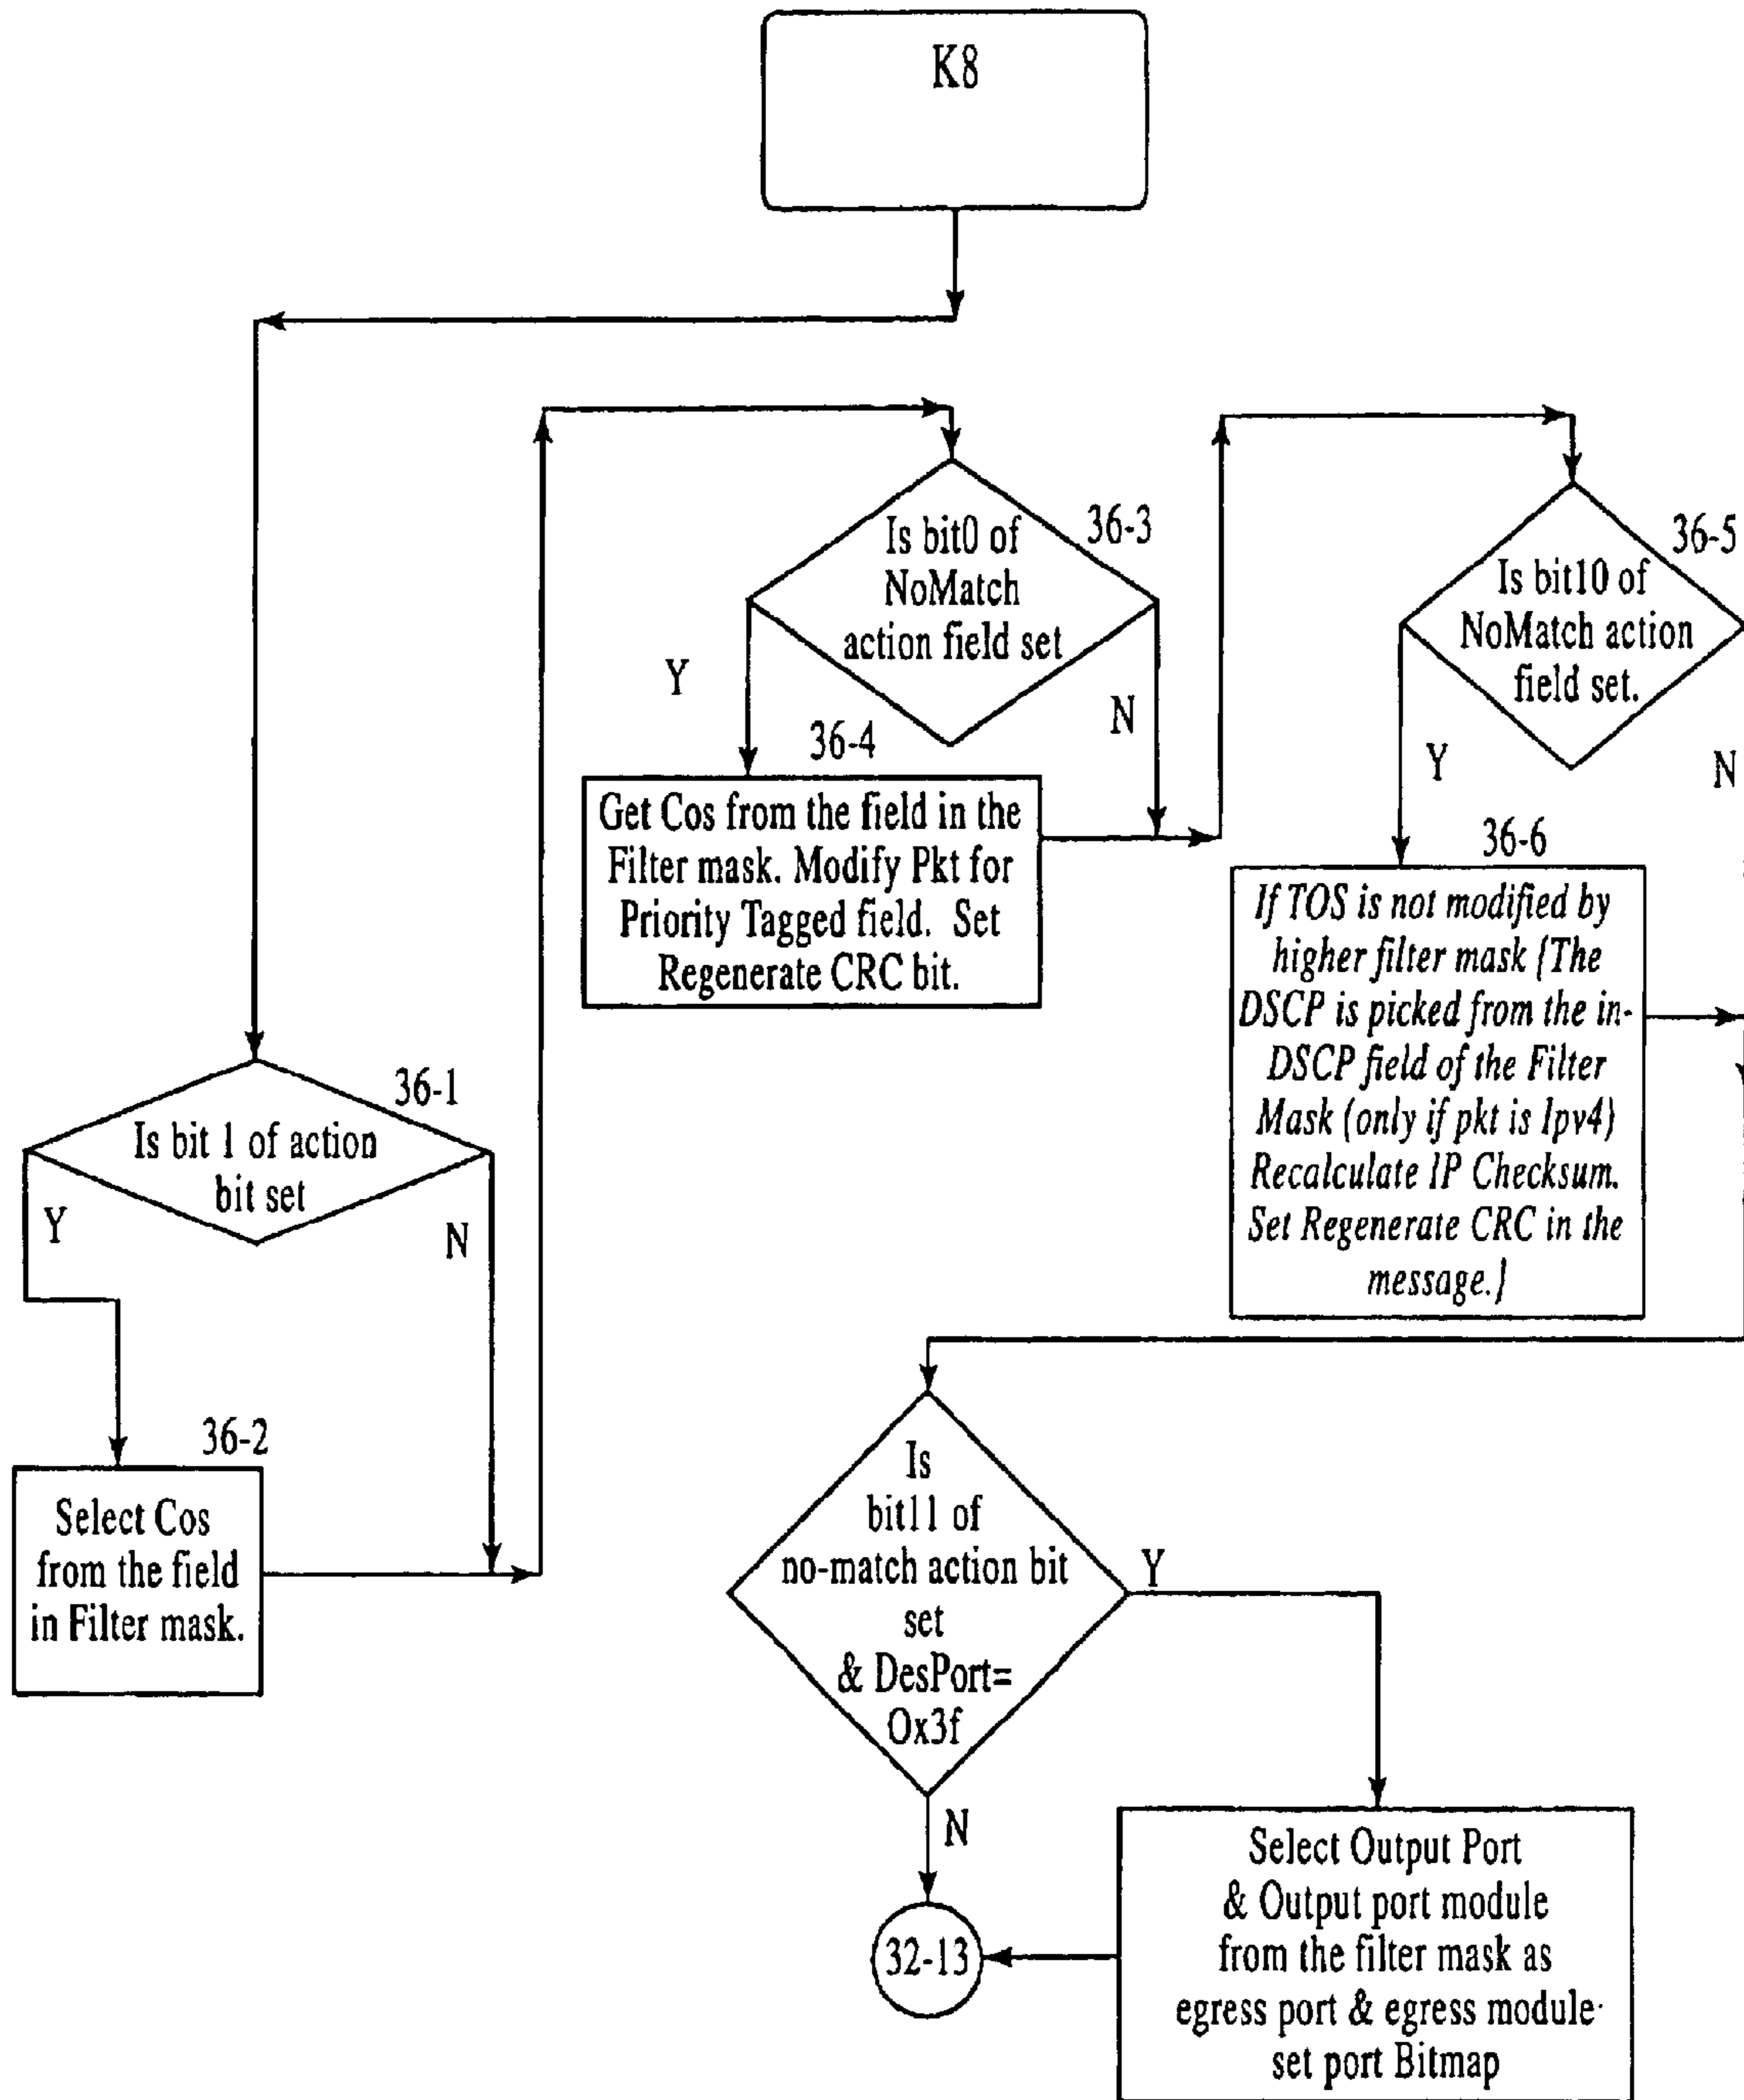 K8
36-1
Is bit 1 of action
bit set
Y
N
36-2
Select Cos
from the field
in Filter mask.
36-3
Is bit0 of
NoMatch
action field set
Y
N
36-4
Get Cos from the field in the
Filter mask. Modify Pkt for
Priority Tagged field. Set
Regenerate CRC bit.
36-5
Is bit10 of
NoMatch action
field set.
Y
N
36-6
If TOS is not modified by
higher filter mask [The
DSCP is picked from the in-
DSCP field of the Filter
Mask (only if pkt is Ipv4)
Recalculate IP Checksum.
Set Regenerate CRC in the
message.]
Is
bit11 of
no-match action bit
set
& DesPort=
Ox3f
Y
N
32-13
Select Output Port
& Output port module
from the filter mask as
egress port & egress module
set port Bitmap